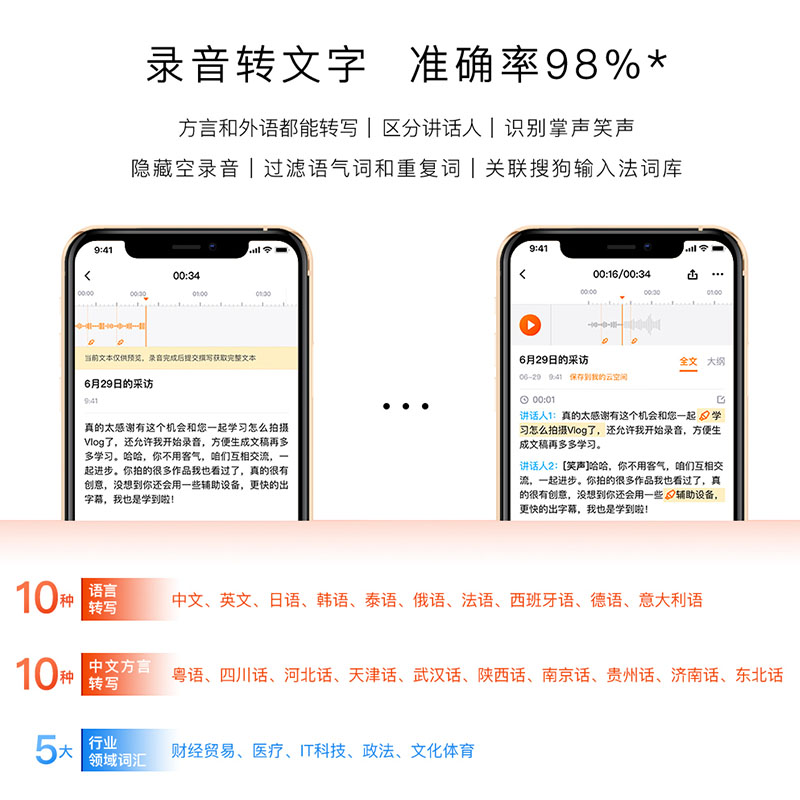 录音转文字 准确率98%*
方言和外语都能转写 | 区分讲话人 | 识别掌声笑声
隐藏空录音 | 过滤语气词和重复词 | 关联搜狗输入法词库
9:41
00:34
00:00 00:30 01:00 01:30
当前文本仅供预览，录音完成后提交撰写获取完整文本
6月29日的采访
9:41
真的太感谢有这个机会和您一起学习怎么拍摄
Vlog了，还允许我开始录音，方便生成文稿再多
多学习。哈哈，你不用客气，咱们互相交流，一
起进步。你拍的很多作品我也看过了，真的很有
创意，没想到你还会用一些辅助设备，更快的出
字幕，我也是学到啦！
...
9:41
00:16/00:34
00:00 00:30 01:00
6月29日的采访
全文 大纲
06-29 9:41 保存到我的云空间
00:01
讲话人1：真的太感谢有这个机会和您一起学
习怎么拍摄Vlog了，还允许我开始录音，方便生
成文稿再多多学习。
讲话人2：[笑声]哈哈，你不用客气，咱们互相交
流，一起进步。你拍的很多作品我也看过了，真
的很有创意，没想到你还会用一些辅助设备，
更快的出字幕，我也是学到啦！
10种 语言
转写
中文、英文、日语、韩语、泰语、俄语、法语、西班牙语、德语、意大利语
10种 中文方言
转写
粤语、四川话、河北话、天津话、武汉话、陕西话、南京话、贵州话、济南话、东北话
5大 行业
领域词汇
财经贸易、医疗、IT科技、政法、文化体育